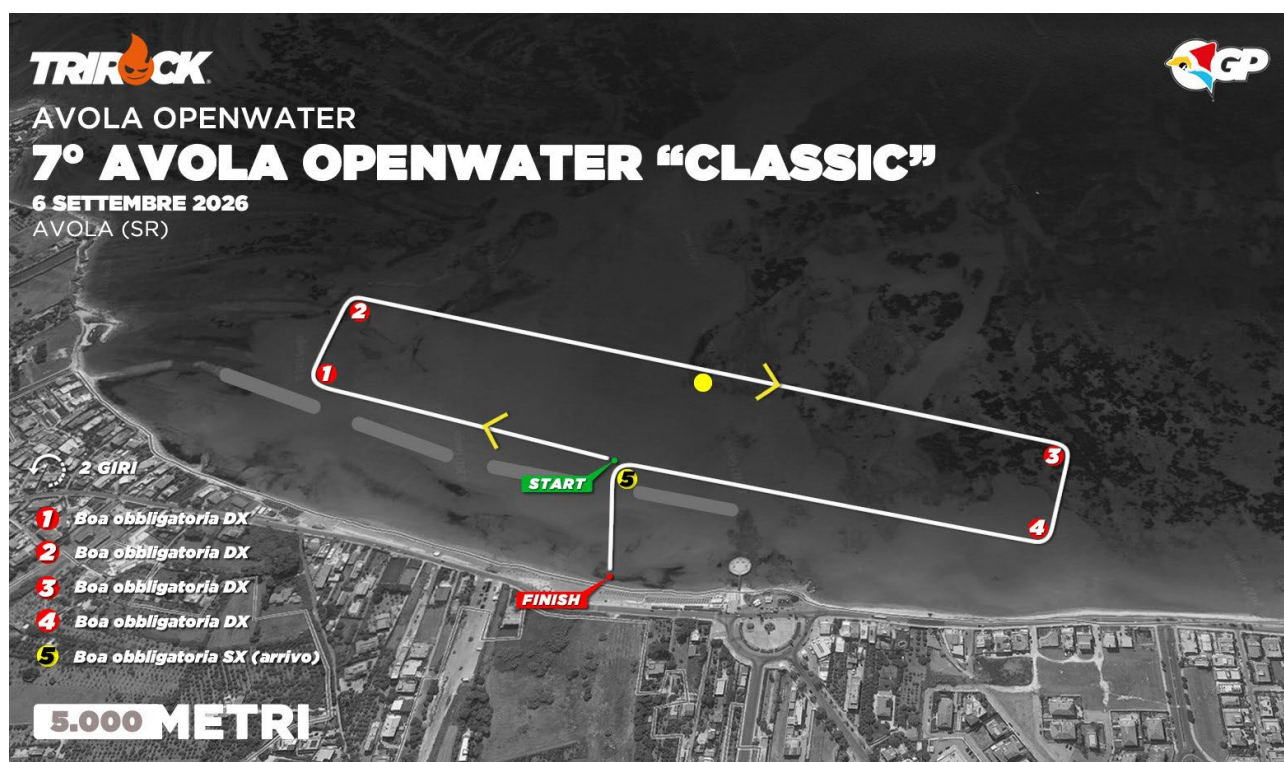 TRIROCK
GP
AVOLA OPENWATER
7° AVOLA OPENWATER “CLASSIC”
6 SETTEMBRE 2026
AVOLA (SR)
2
1
3
5
START
4
FINISH
2 GIRI
1 Boa obbligatoria DX
2 Boa obbligatoria DX
3 Boa obbligatoria DX
4 Boa obbligatoria DX
5 Boa obbligatoria SX (arrivo)
5.000 METRI